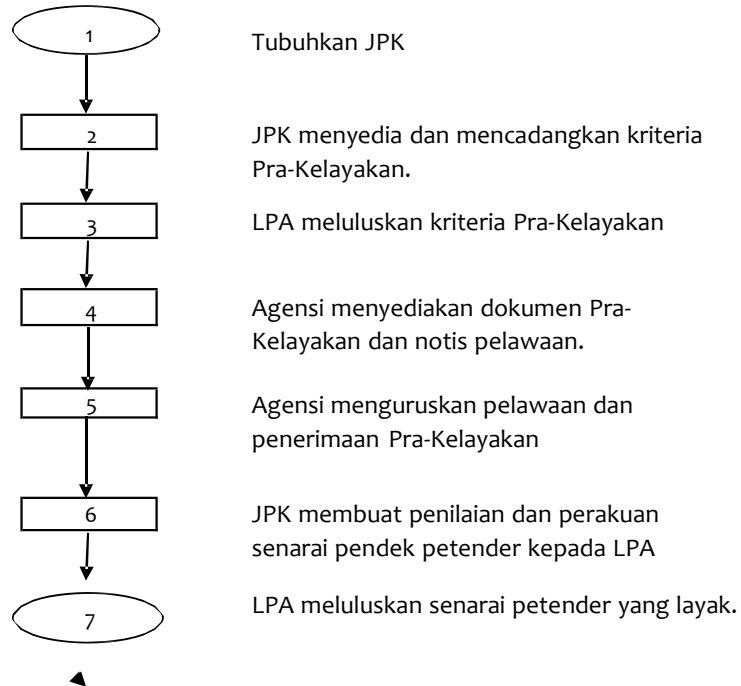 1
Tubuhkan JPK
2
JPK menyedia dan mencadangkan kriteria
Pra-Kelayakan.
3
LPA meluluskan kriteria Pra-Kelayakan
4
Agensi menyediakan dokumen Pra-
Kelayakan dan notis pelawaan.
5
Agensi menguruskan pelawaan dan
penerimaan Pra-Kelayakan
6
JPK membuat penilaian dan perakuan
senarai pendek petender kepada LPA
7
LPA meluluskan senarai petender yang layak.